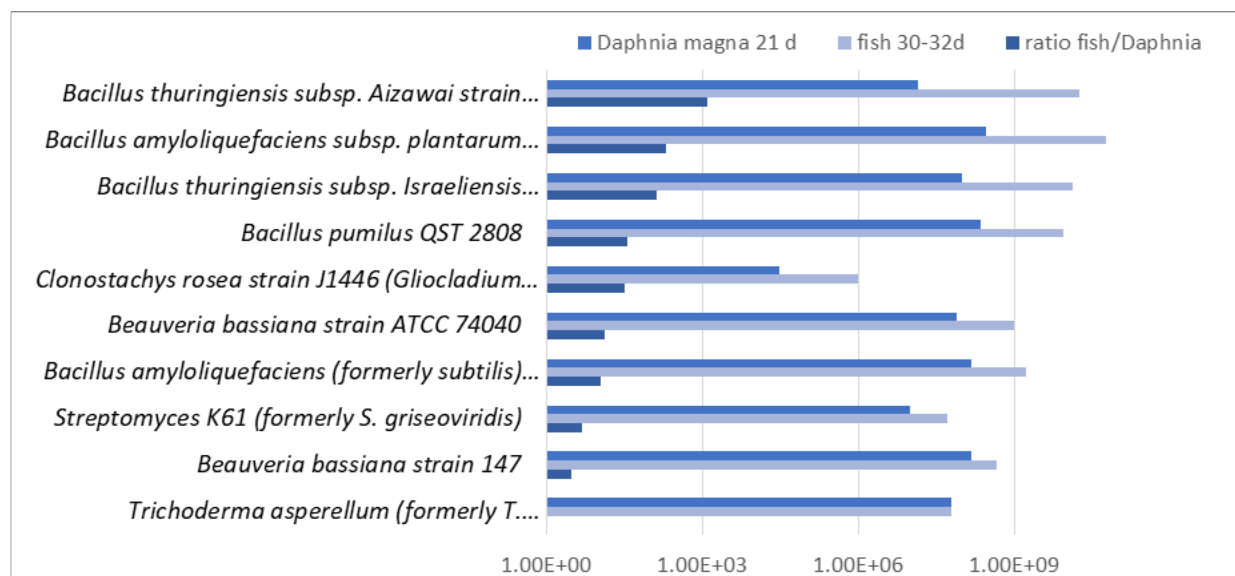 Daphnia magna 21 d fish 30-32d ratio fish/Daphnia
Bacillus thuringiensis subsp. Aizawai strain...
Bacillus amyloliquefaciens subsp. plantarum...
Bacillus thuringiensis subsp. Israeliensis...
Bacillus pumilus QST 2808
Clonostachys rosea strain J1446 (Gliocladium...
Beauveria bassiana strain ATCC 74040
Bacillus amyloliquefaciens (formerly subtilis)...
Streptomyces K61 (formerly S. griseoviridis)
Beauveria bassiana strain 147
Trichoderma asperellum (formerly T....
1.00E+00 1.00E+03 1.00E+06 1.00E+09